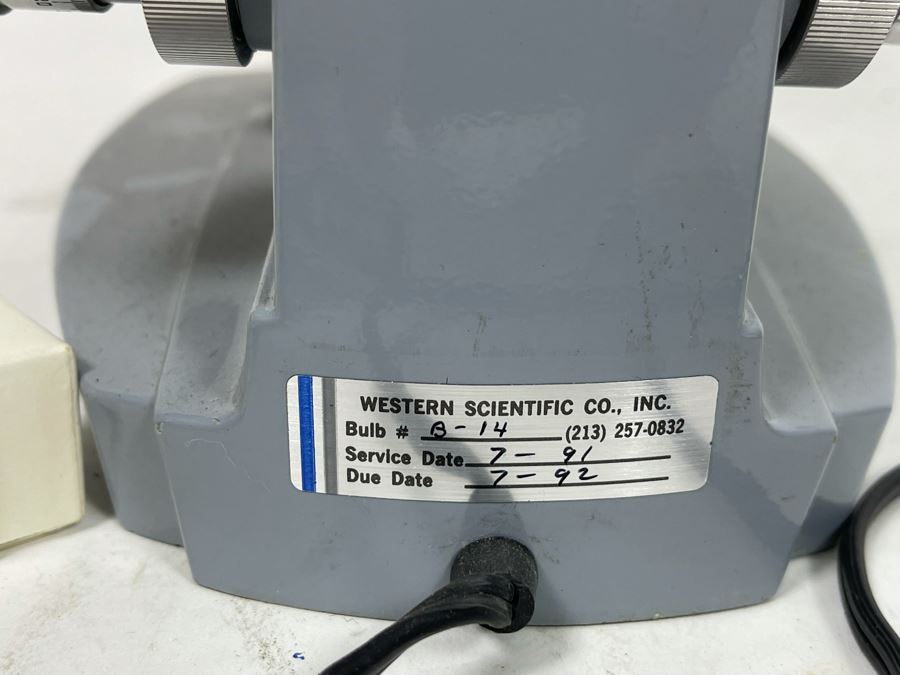 WESTERN SCIENTIFIC CO., INC.
Bulb # B-14 (213) 257-0832
Service Date 7-91
Due Date 7-92